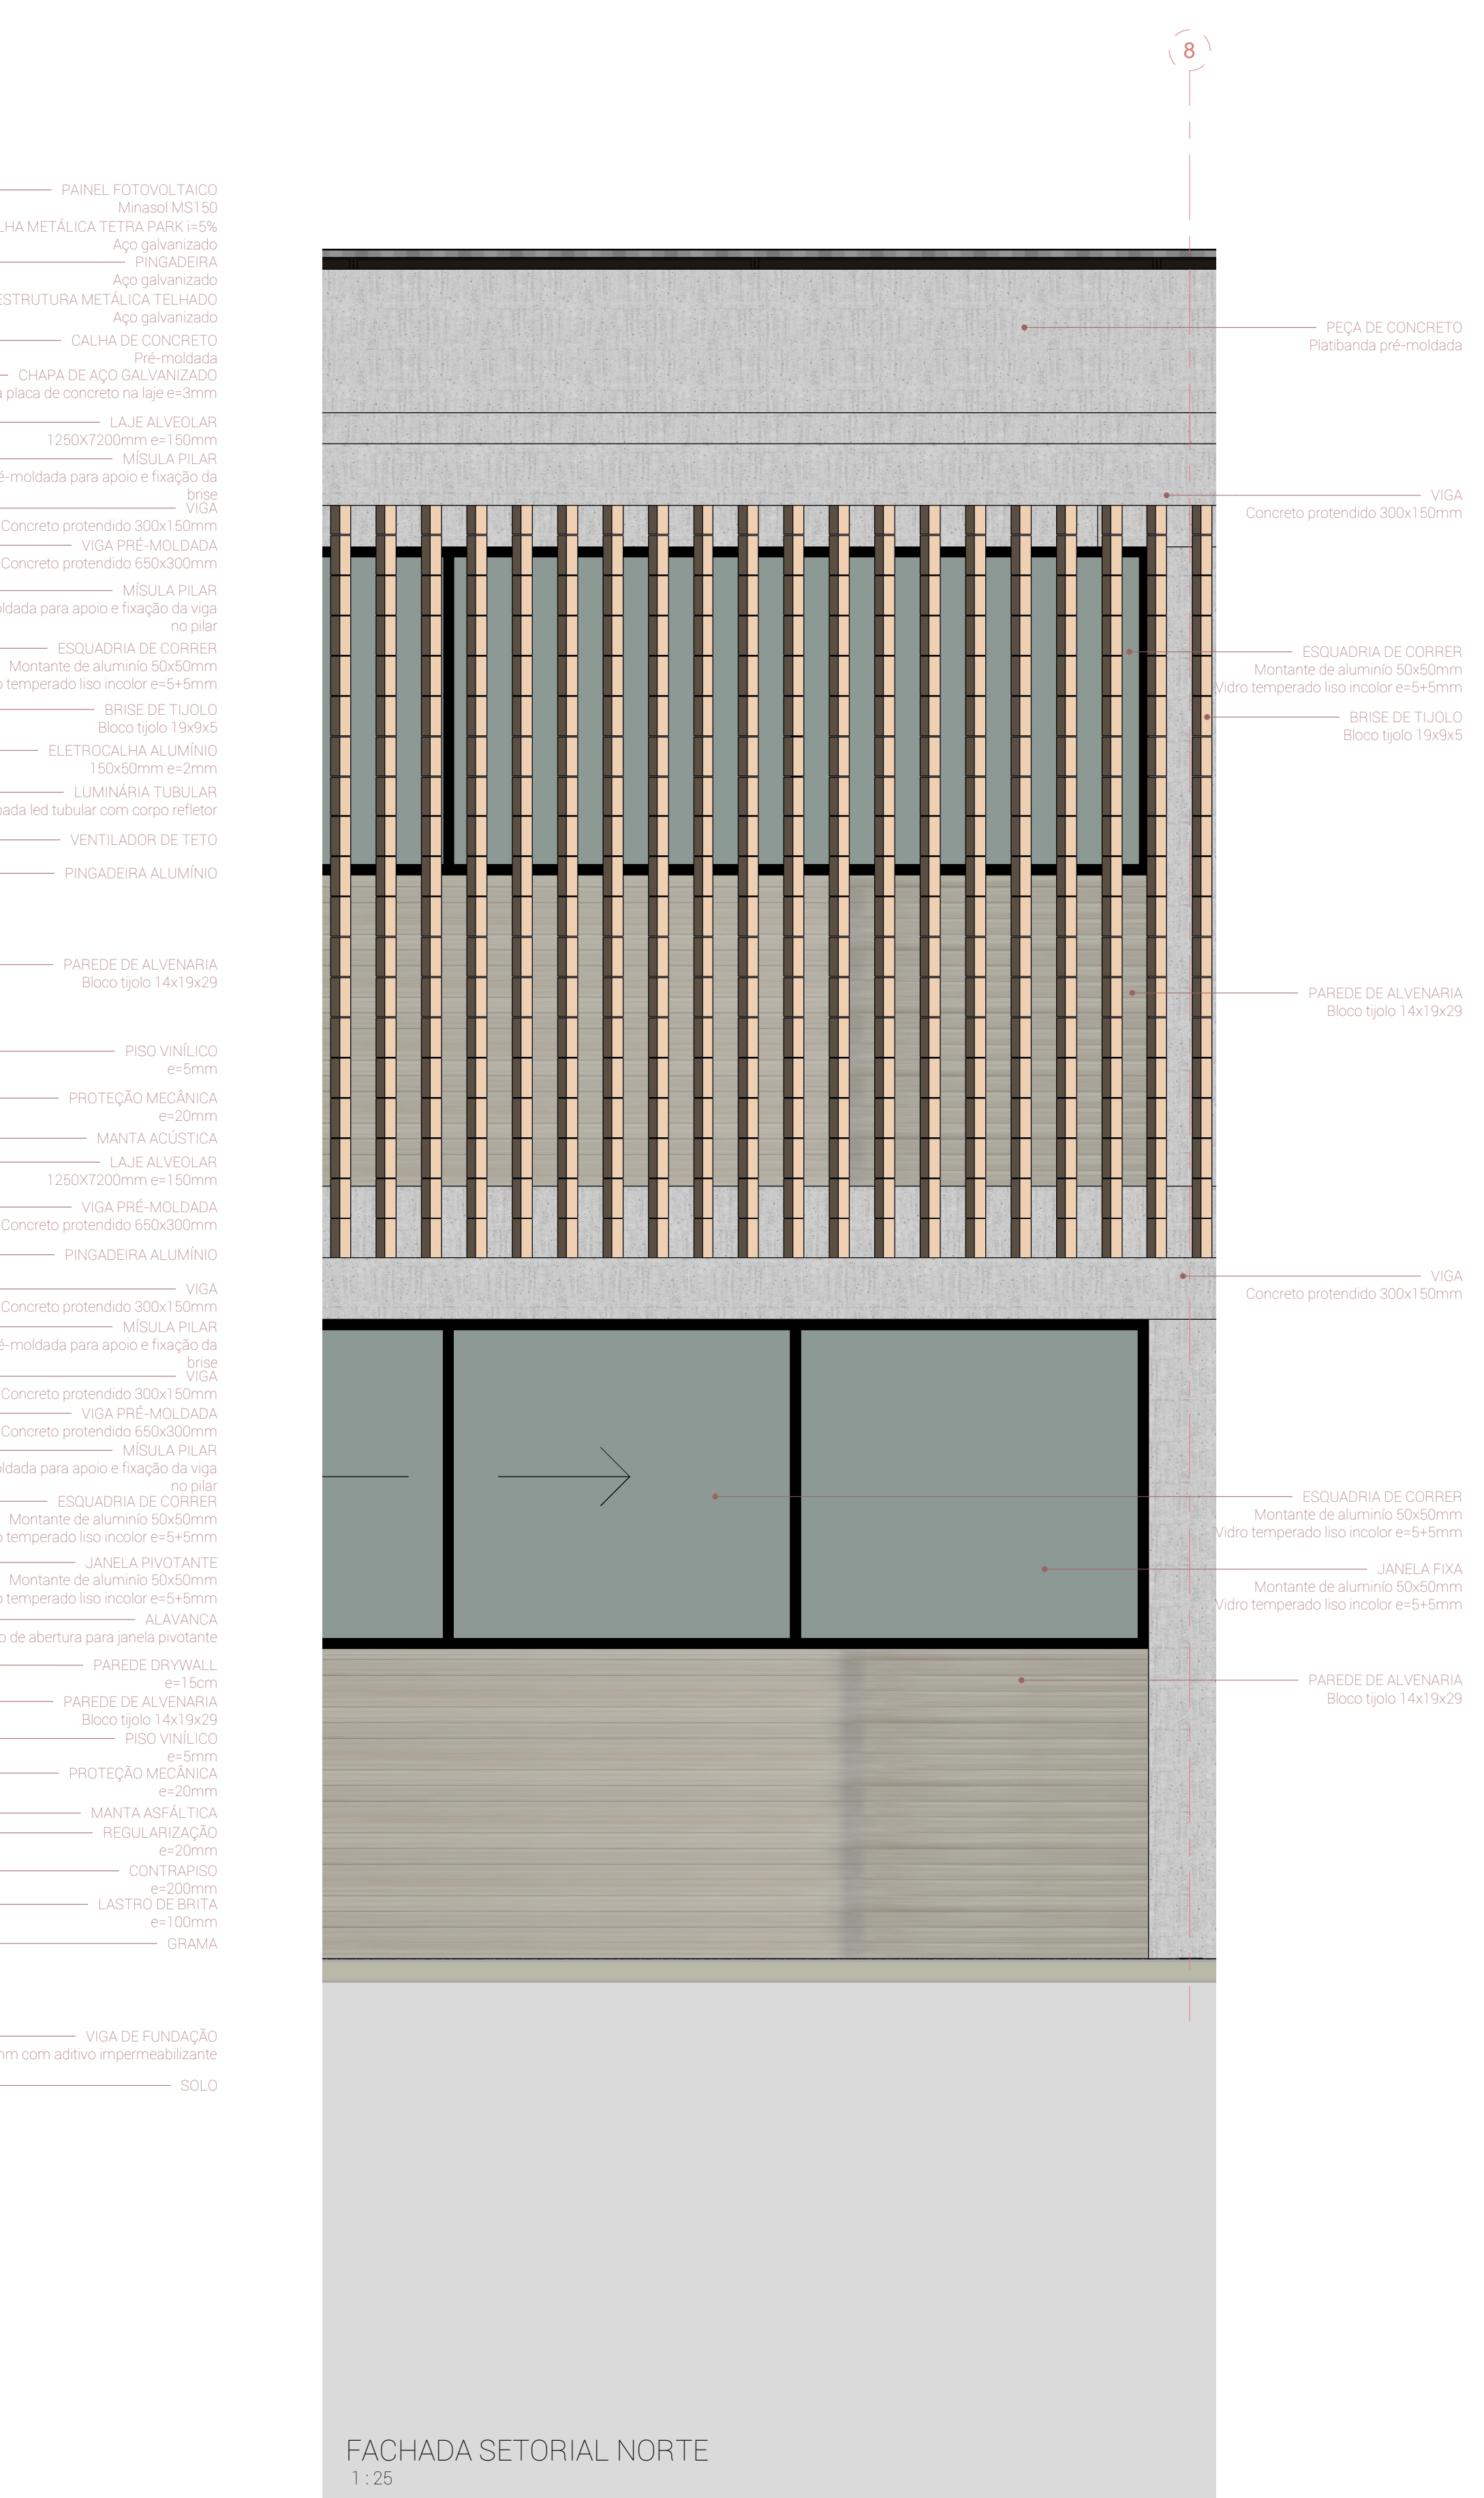 8
PAINEL FOTOVOLTAICO
Minasol MS150
METÁLICA TETRA PARK i=5%
Aço galvanizado
PINGADEIRA
Aço galvanizado
ESTRUTURA METÁLICA TELHADO
Aço galvanizado
CALHA DE CONCRETO
Pré-moldada
CHAPA DE AÇO GALVANIZADO
placa de concreto na laje e=3mm
LAJE ALVEOLAR
1250X7200mm e=150mm
MÍSULA PILAR
para apoio e fixação da
brise
VIGA
Concreto protendido 300x150mm
VIGA PRÉ-MOLDADA
Concreto protendido 650x300mm
MÍSULA PILAR
para apoio e fixação da viga
no pilar
ESQUADRIA DE CORRER
Montante de aluminío 50x50mm
temperado liso incolor e=5+5mm
BRISE DE TIJOLO
Bloco tijolo 19x9x5
ELETROCALHA ALUMÍNIO
150x50mm e=2mm
LUMINÁRIA TUBULAR
led tubular com corpo refletor
VENTILADOR DE TETO
PINGADEIRA ALUMÍNIO
PAREDE DE ALVENARIA
Bloco tijolo 14x19x29
PISO VINÍLICO
e=5mm
PROTEÇÃO MECÂNICA
e=20mm
MANTA ACÚSTICA
LAJE ALVEOLAR
1250X7200mm e=150mm
VIGA PRÉ-MOLDADA
Concreto protendido 650x300mm
PINGADEIRA ALUMÍNIO
VIGA
Concreto protendido 300x150mm
MÍSULA PILAR
para apoio e fixação da
brise
VIGA
Concreto protendido 300x150mm
VIGA PRÉ-MOLDADA
Concreto protendido 650x300mm
MÍSULA PILAR
para apoio e fixação da viga
no pilar
ESQUADRIA DE CORRER
Montante de aluminío 50x50mm
temperado liso incolor e=5+5mm
JANELA PIVOTANTE
Montante de aluminío 50x50mm
temperado liso incolor e=5+5mm
ALAVANCA
de abertura para janela pivotante
PAREDE DRYWALL
e=15cm
PAREDE DE ALVENARIA
Bloco tijolo 14x19x29
PISO VINÍLICO
e=5mm
PROTEÇÃO MECÂNICA
e=20mm
MANTA ASFÁLTICA
REGULARIZAÇÃO
e=20mm
CONTRAPISO
e=200mm
LASTRO DE BRITA
e=100mm
GRAMA
VIGA DE FUNDAÇÃO
com aditivo impermeabilizante
SOLO
PEÇA DE CONCRETO
Platibanda pré-moldada
VIGA
Concreto protendido 300x150mm
ESQUADRIA DE CORRER
Montante de aluminío 50x50mm
Vidro temperado liso incolor e=5+5mm
BRISE DE TIJOLO
Bloco tijolo 19x9x5
PAREDE DE ALVENARIA
Bloco tijolo 14x19x29
VIGA
Concreto protendido 300x150mm
ESQUADRIA DE CORRER
Montante de aluminío 50x50mm
Vidro temperado liso incolor e=5+5mm
JANELA FIXA
Montante de aluminío 50x50mm
Vidro temperado liso incolor e=5+5mm
PAREDE DE ALVENARIA
Bloco tijolo 14x19x29
FACHADA SETORIAL NORTE
1 : 25